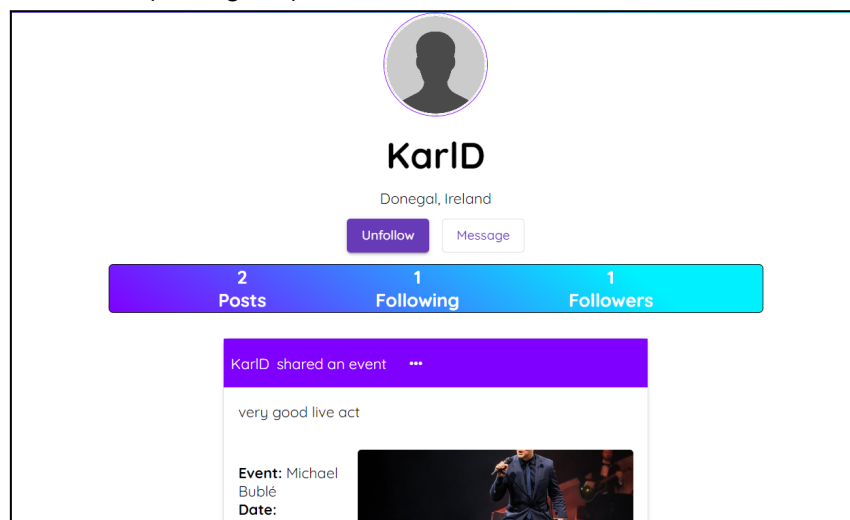 KarlD
Donegal, Ireland
Unfollow Message
2 1 1
Posts Following Followers
KarlD shared an event •••
very good live act
Event: Michael
Bublé
Date: